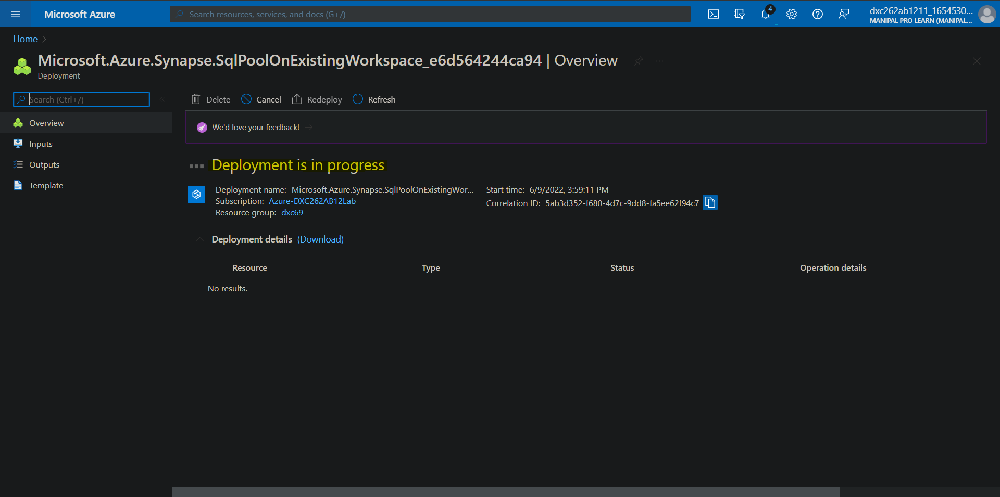 Microsoft Azure
Search resources, services, and docs (G+/)
4
dxc262ab1211_1654530...
MANIPAL PRO LEARN (MANIPAL...
Home
Microsoft.Azure.Synapse.SqlPoolOnExistingWorkspace_e6d564244ca94 | Overview
Deployment
Search (Ctrl+/)
Delete
Cancel
Redeploy
Refresh
Overview
Inputs
Outputs
Template
We'd love your feedback!
Deployment is in progress
Deployment name: Microsoft.Azure.Synapse.SqlPoolOnExistingWor...
Subscription: Azure-DXC262AB12Lab
Resource group: dxc69
Start time: 6/9/2022, 3:59:11 PM
Correlation ID: 5ab3d352-f680-4d7c-9dd8-fa5ee62f94c7
Deployment details (Download)
Resource Type Status Operation details
No results.